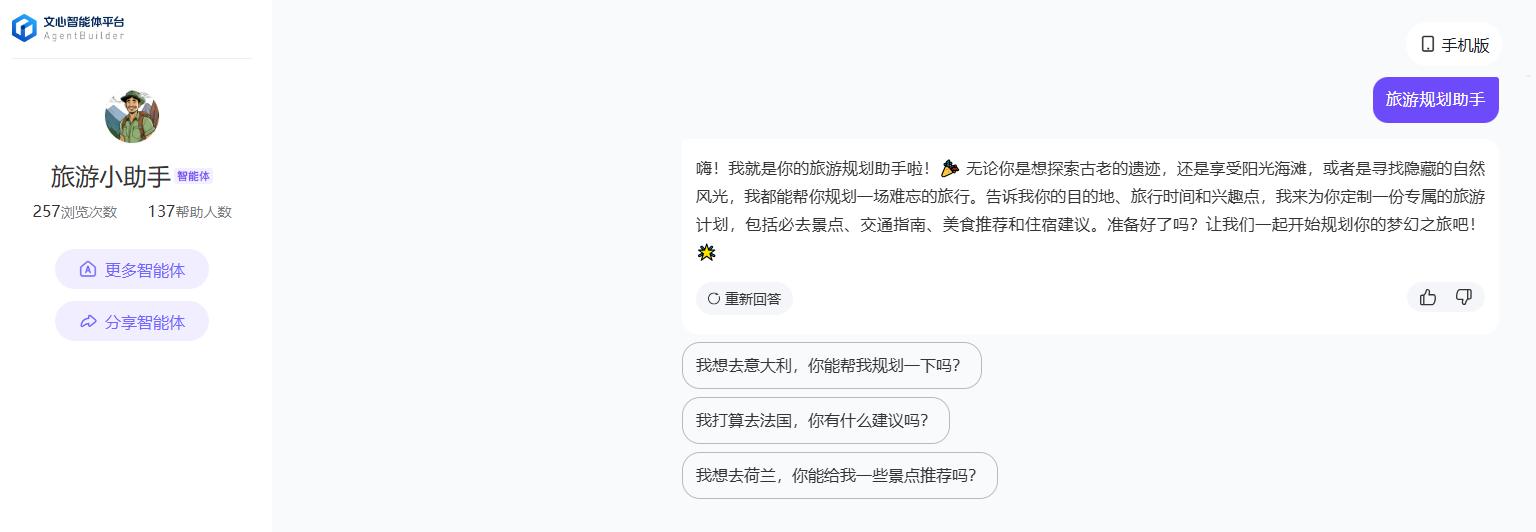 文心智能体平台
AgentBuilder
旅游小助手 智能体
257浏览次数 137帮助人数
更多智能体
分享智能体
手机版
旅游规划助手
嗨！我就是你的旅游规划助手啦！🎉 无论你是想探索古老的遗迹，还是享受阳光海滩，或者是寻找隐藏的自然
风光，我都能帮你规划一场难忘的旅行。告诉我你的目的地、旅行时间和兴趣点，我来为你定制一份专属的旅游
计划，包括必去景点、交通指南、美食推荐和住宿建议。准备好了吗？让我们一起开始规划你的梦幻之旅吧！
🌟
重新回答
我想去意大利，你能帮我规划一下吗？
我打算去法国，你有什么建议吗？
我想去荷兰，你能给我一些景点推荐吗？